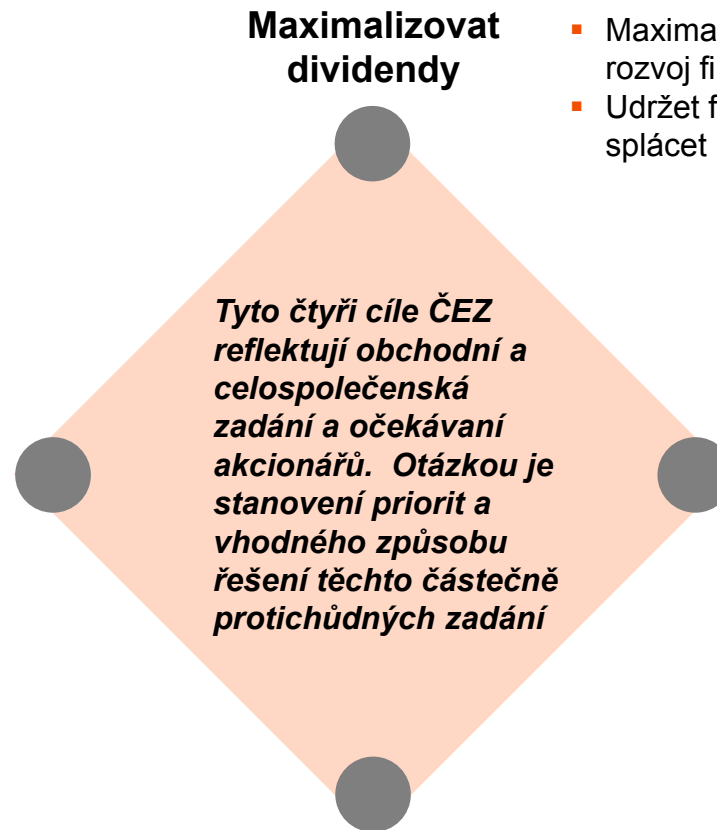 Maximalizovat
dividendy
▪ Maxima
rozvoj fi
▪ Udržet f
splácet
Tyto čtyři cíle ČEZ
reflektují obchodní a
celospolečenská
zadání a očekávaní
akcionářů.  Otázkou je
stanovení priorit a
vhodného způsobu
řešení těchto částečně
protichůdných zadání